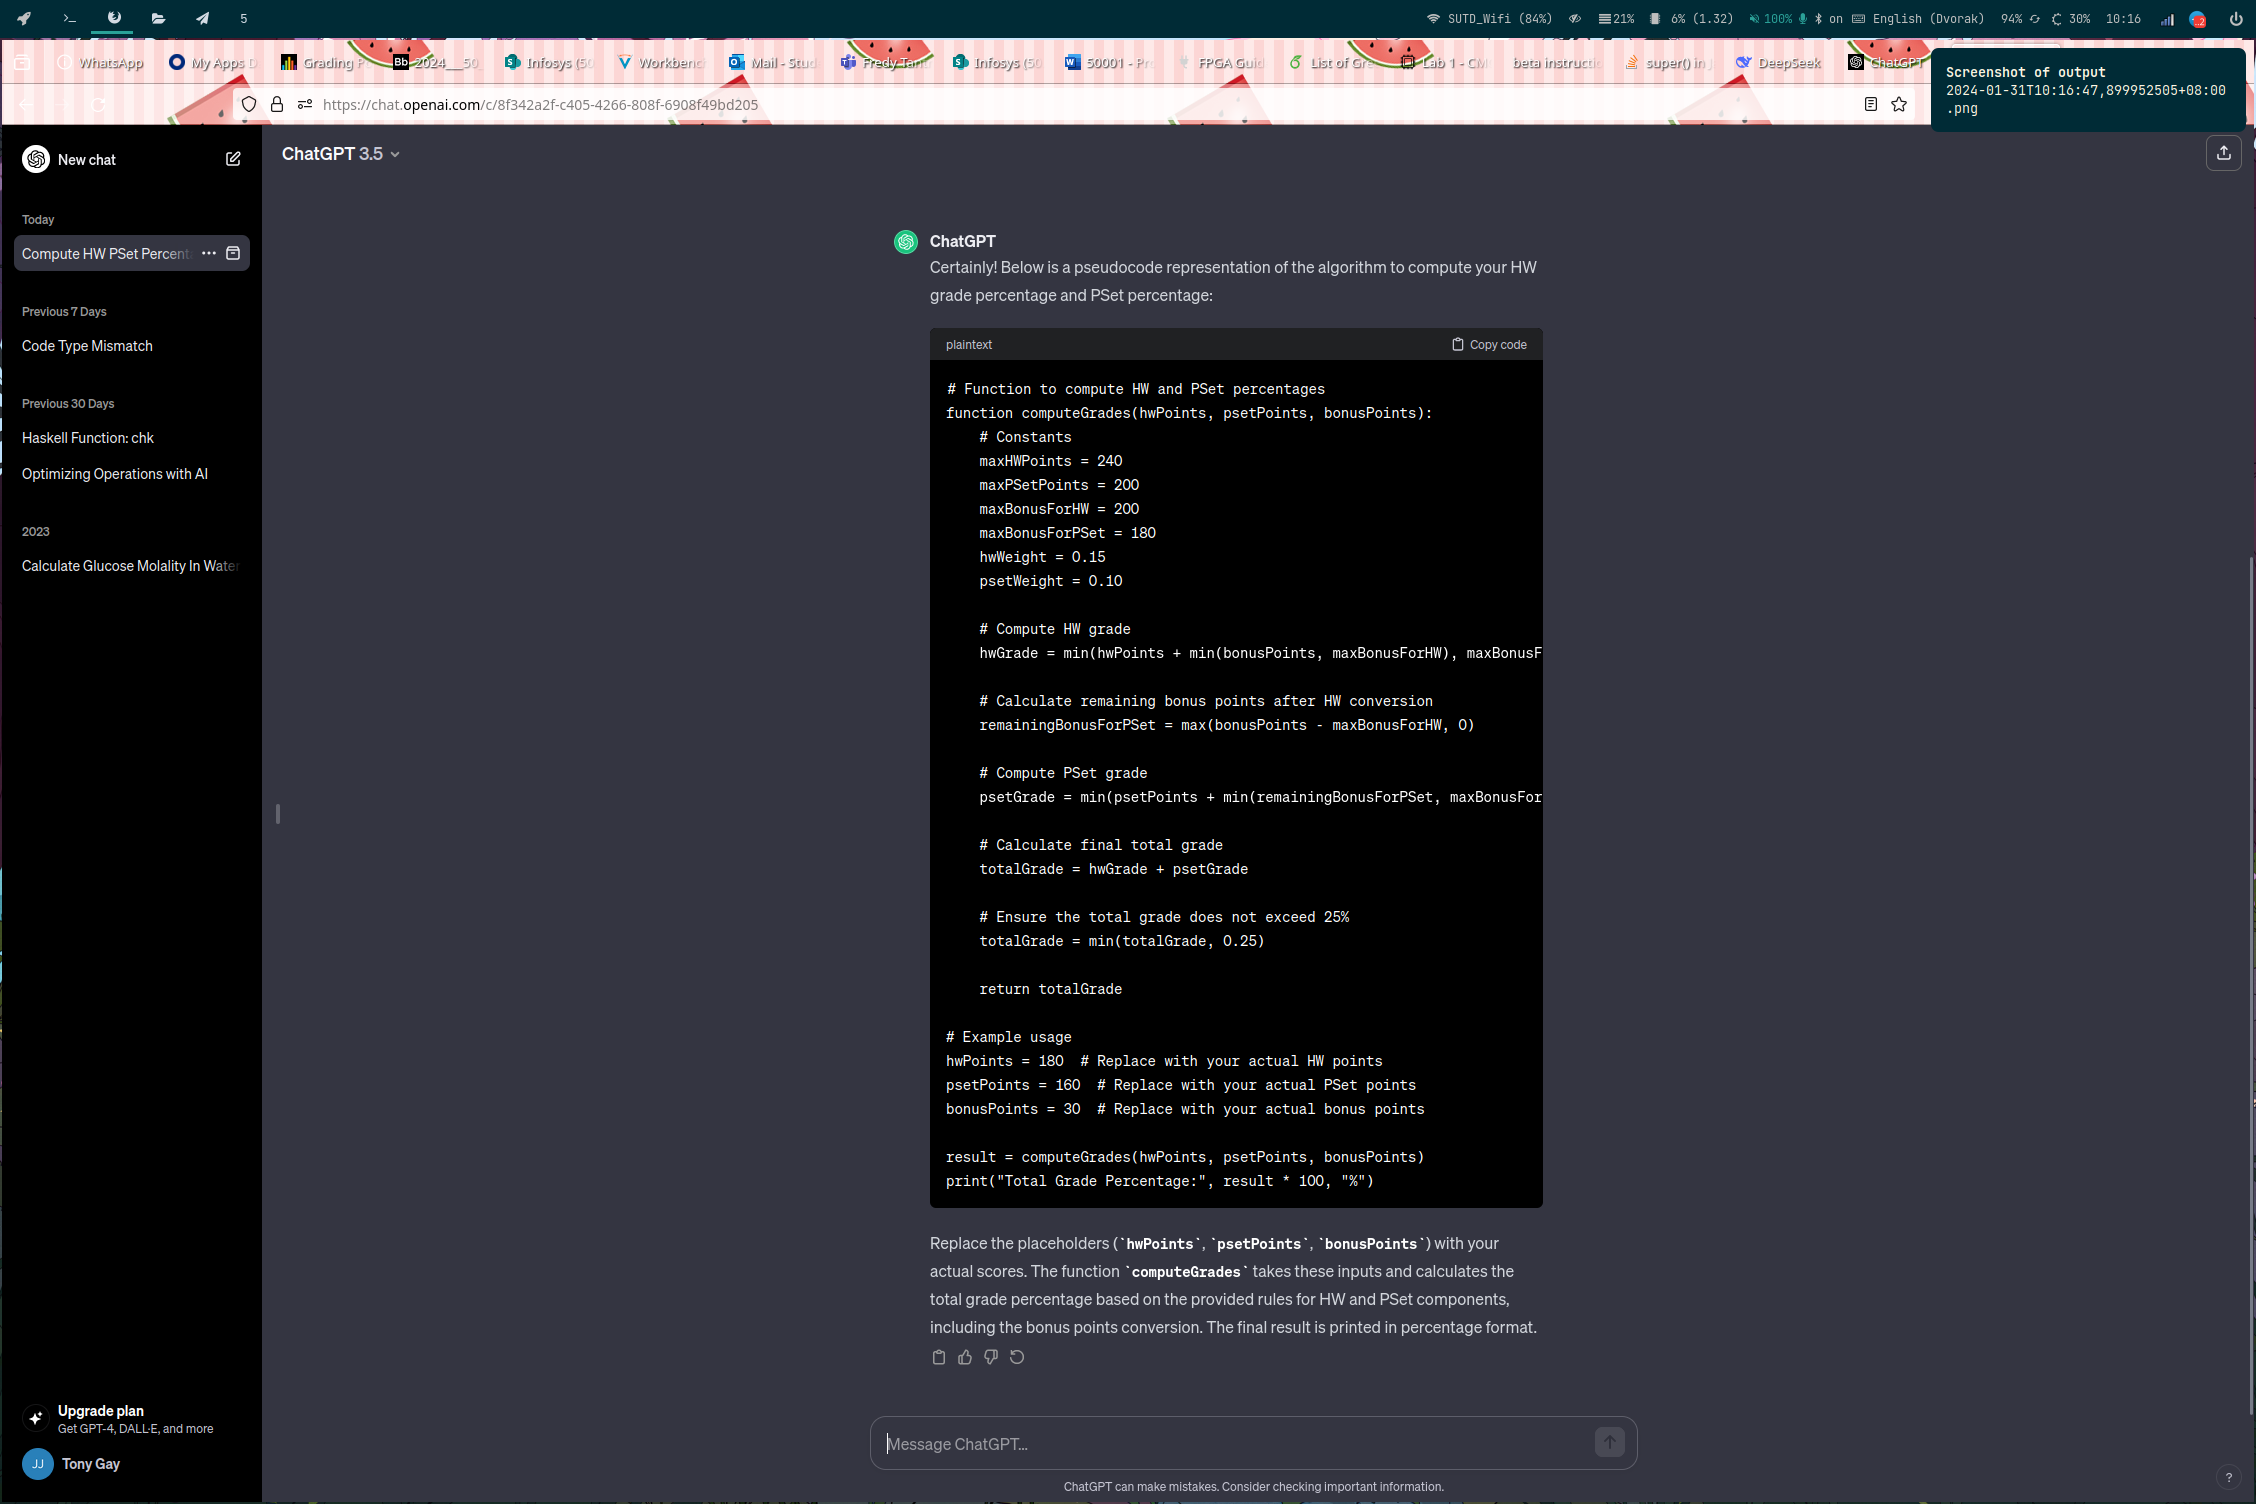 5
SUTD_Wifi (84%) 21% 6% (1.32) 100% on English (Dvorak) 94% 30% 10:16
WhatsApp My Apps D Grading P Bb 2024__50 Infosys (50 Workbenc Mail - Stud Fredy Tant Infosys (50 50001 - Pr FPGA Guid List of Gre Lab 1 - CM beta instructi super() in j DeepSeek ChatGPT
Screenshot of output
2024-01-31T10:16:47,899952505+08:00
.png
https://chat.openai.com/c/8f342a2f-c405-4266-808f-6908f49bd205
New chat
Today
Compute HW PSet Percent
Previous 7 Days
Code Type Mismatch
Previous 30 Days
Haskell Function: chk
Optimizing Operations with AI
2023
Calculate Glucose Molality In Water
Upgrade plan
Get GPT-4, DALL·E, and more
JJ Tony Gay
ChatGPT 3.5
ChatGPT
Certainly! Below is a pseudocode representation of the algorithm to compute your HW
grade percentage and PSet percentage:
plaintext Copy code
# Function to compute HW and PSet percentages
function computeGrades(hwPoints, psetPoints, bonusPoints):
    # Constants
    maxHWPoints = 240
    maxPSetPoints = 200
    maxBonusForHW = 200
    maxBonusForPSet = 180
    hwWeight = 0.15
    psetWeight = 0.10
    # Compute HW grade
    hwGrade = min(hwPoints + min(bonusPoints, maxBonusForHW), maxBonusF
    # Calculate remaining bonus points after HW conversion
    remainingBonusForPSet = max(bonusPoints - maxBonusForHW, 0)
    # Compute PSet grade
    psetGrade = min(psetPoints + min(remainingBonusForPSet, maxBonusFor
    # Calculate final total grade
    totalGrade = hwGrade + psetGrade
    # Ensure the total grade does not exceed 25%
    totalGrade = min(totalGrade, 0.25)
    return totalGrade
# Example usage
hwPoints = 180  # Replace with your actual HW points
psetPoints = 160  # Replace with your actual PSet points
bonusPoints = 30  # Replace with your actual bonus points
result = computeGrades(hwPoints, psetPoints, bonusPoints)
print("Total Grade Percentage:", result * 100, "%")
Replace the placeholders (`hwPoints`, `psetPoints`, `bonusPoints`) with your
actual scores. The function `computeGrades` takes these inputs and calculates the
total grade percentage based on the provided rules for HW and PSet components,
including the bonus points conversion. The final result is printed in percentage format.
Message ChatGPT…
ChatGPT can make mistakes. Consider checking important information.
?